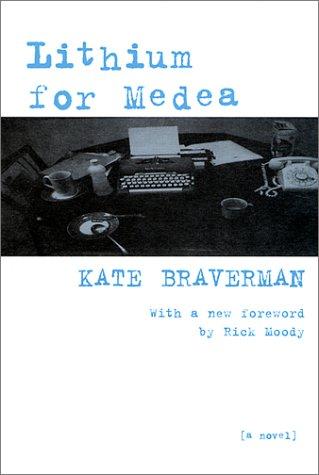 Lithium
for Medea
KATE BRAVERMAN
With a new foreword
by Rick Moody
[a novel]